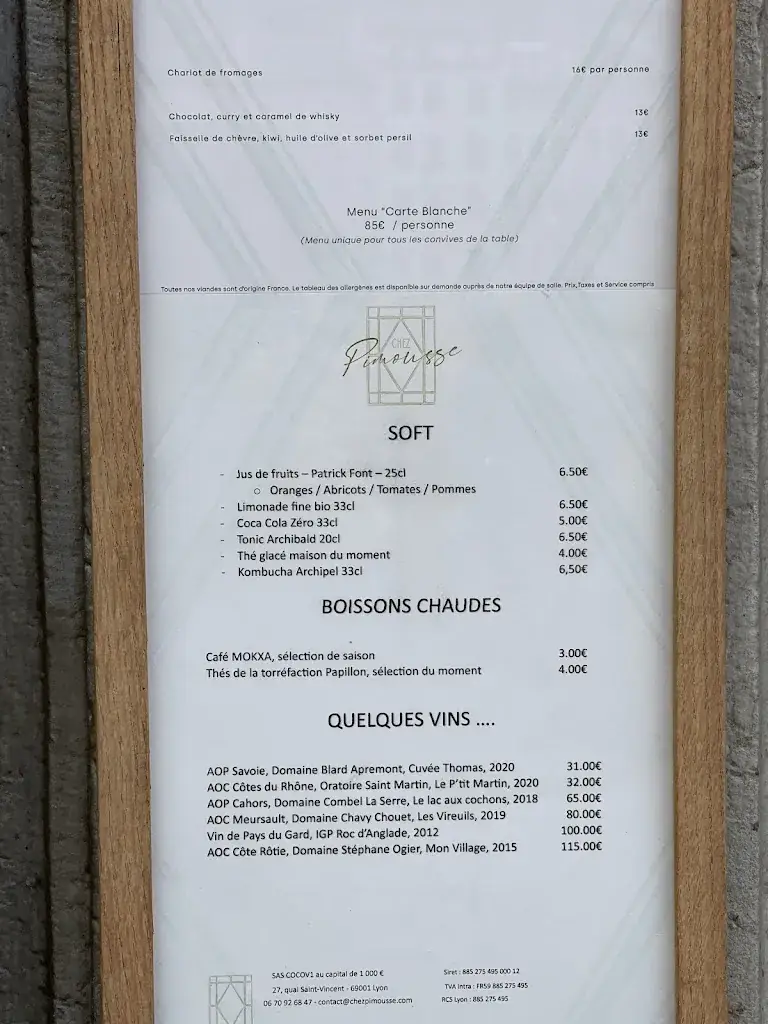 Chariot de fromages 16€ par personne
Chocolat, curry et caramel de whisky 13€
Faisselle de chèvre, kiwi, huile d'olive et sorbet persil 13€
Menu "Carte Blanche"
85€ / personne
(Menu unique pour tous les convives de la table)
Toutes nos viandes sont d'origine France. Le tableau des allergènes est disponible sur demande auprès de notre équipe de salle. Prix,Taxes et Service compris
CHEZ
Pimousse
SOFT
- Jus de fruits – Patrick Font – 25cl 6.50€
○ Oranges / Abricots / Tomates / Pommes
- Limonade fine bio 33cl 6.50€
- Coca Cola Zéro 33cl 5.00€
- Tonic Archibald 20cl 6.50€
- Thé glacé maison du moment 4.00€
- Kombucha Archipel 33cl 6,50€
BOISSONS CHAUDES
Café MOKXA, sélection de saison 3.00€
Thés de la torréfaction Papillon, sélection du moment 4.00€
QUELQUES VINS ....
AOP Savoie, Domaine Blard Apremont, Cuvée Thomas, 2020 31.00€
AOC Côtes du Rhône, Oratoire Saint Martin, Le P'tit Martin, 2020 32.00€
AOP Cahors, Domaine Combel La Serre, Le lac aux cochons, 2018 65.00€
AOC Meursault, Domaine Chavy Chouet, Les Vireuils, 2019 80.00€
Vin de Pays du Gard, IGP Roc d'Anglade, 2012 100.00€
AOC Côte Rôtie, Domaine Stéphane Ogier, Mon Village, 2015 115.00€
SAS COCOV1 au capital de 1 000 € Siret : 885 275 495 000 12
27, quai Saint-Vincent - 69001 Lyon TVA Intra : FR59 885 275 495
06 70 92 68 47 - contact@chezpimousse.com RCS Lyon : 885 275 495